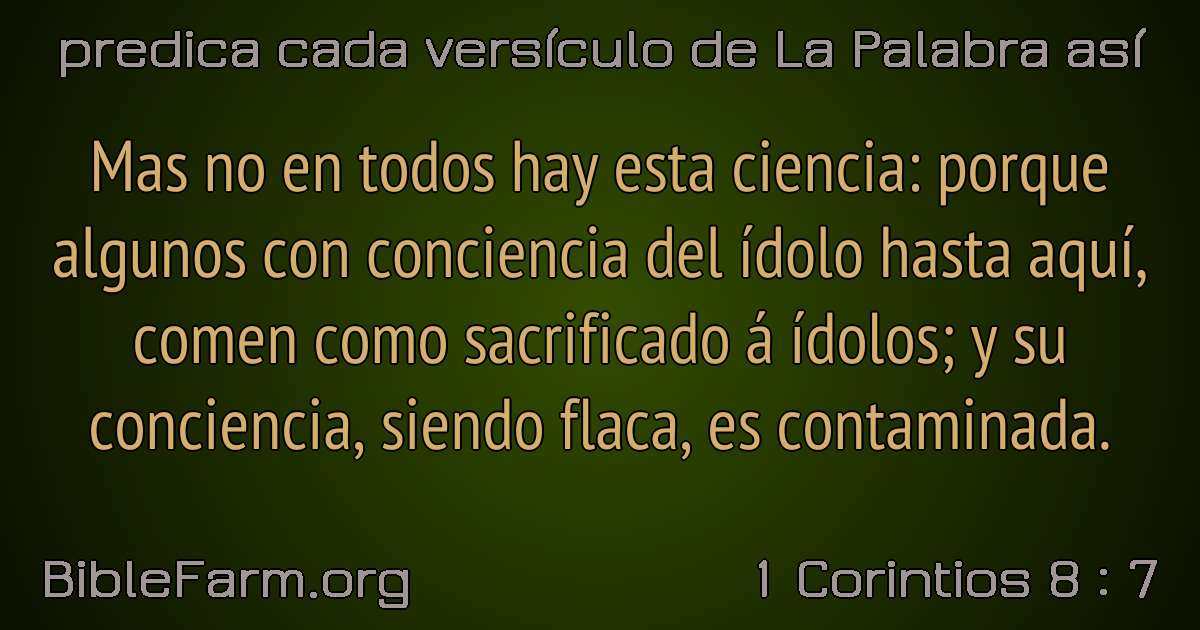 predica cada versículo de La Palabra así
Mas no en todos hay esta ciencia: porque
algunos con conciencia del ídolo hasta aquí,
comen como sacrificado á ídolos; y su
conciencia, siendo flaca, es contaminada.
BibleFarm.org
1 Corintios 8 : 7